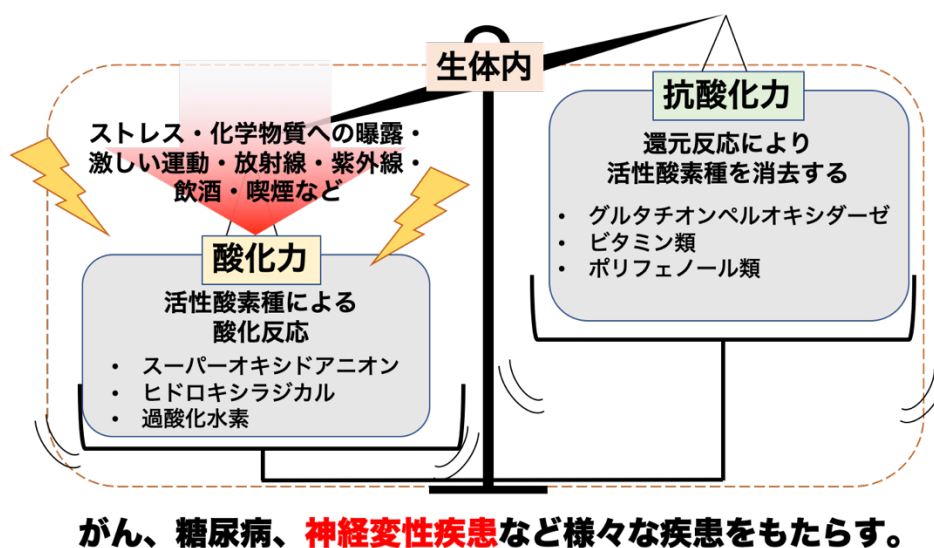 生体内
ストレス・化学物質への曝露・
激しい運動・放射線・紫外線・
飲酒・喫煙など
酸化力
活性酸素種による
酸化反応
• スーパーオキシドアニオン
• ヒドロキシラジカル
• 過酸化水素
抗酸化力
還元反応により
活性酸素種を消去する
• グルタチオンペルオキシダーゼ
• ビタミン類
• ポリフェノール類
がん、糖尿病、神経変性疾患など様々な疾患をもたらす。